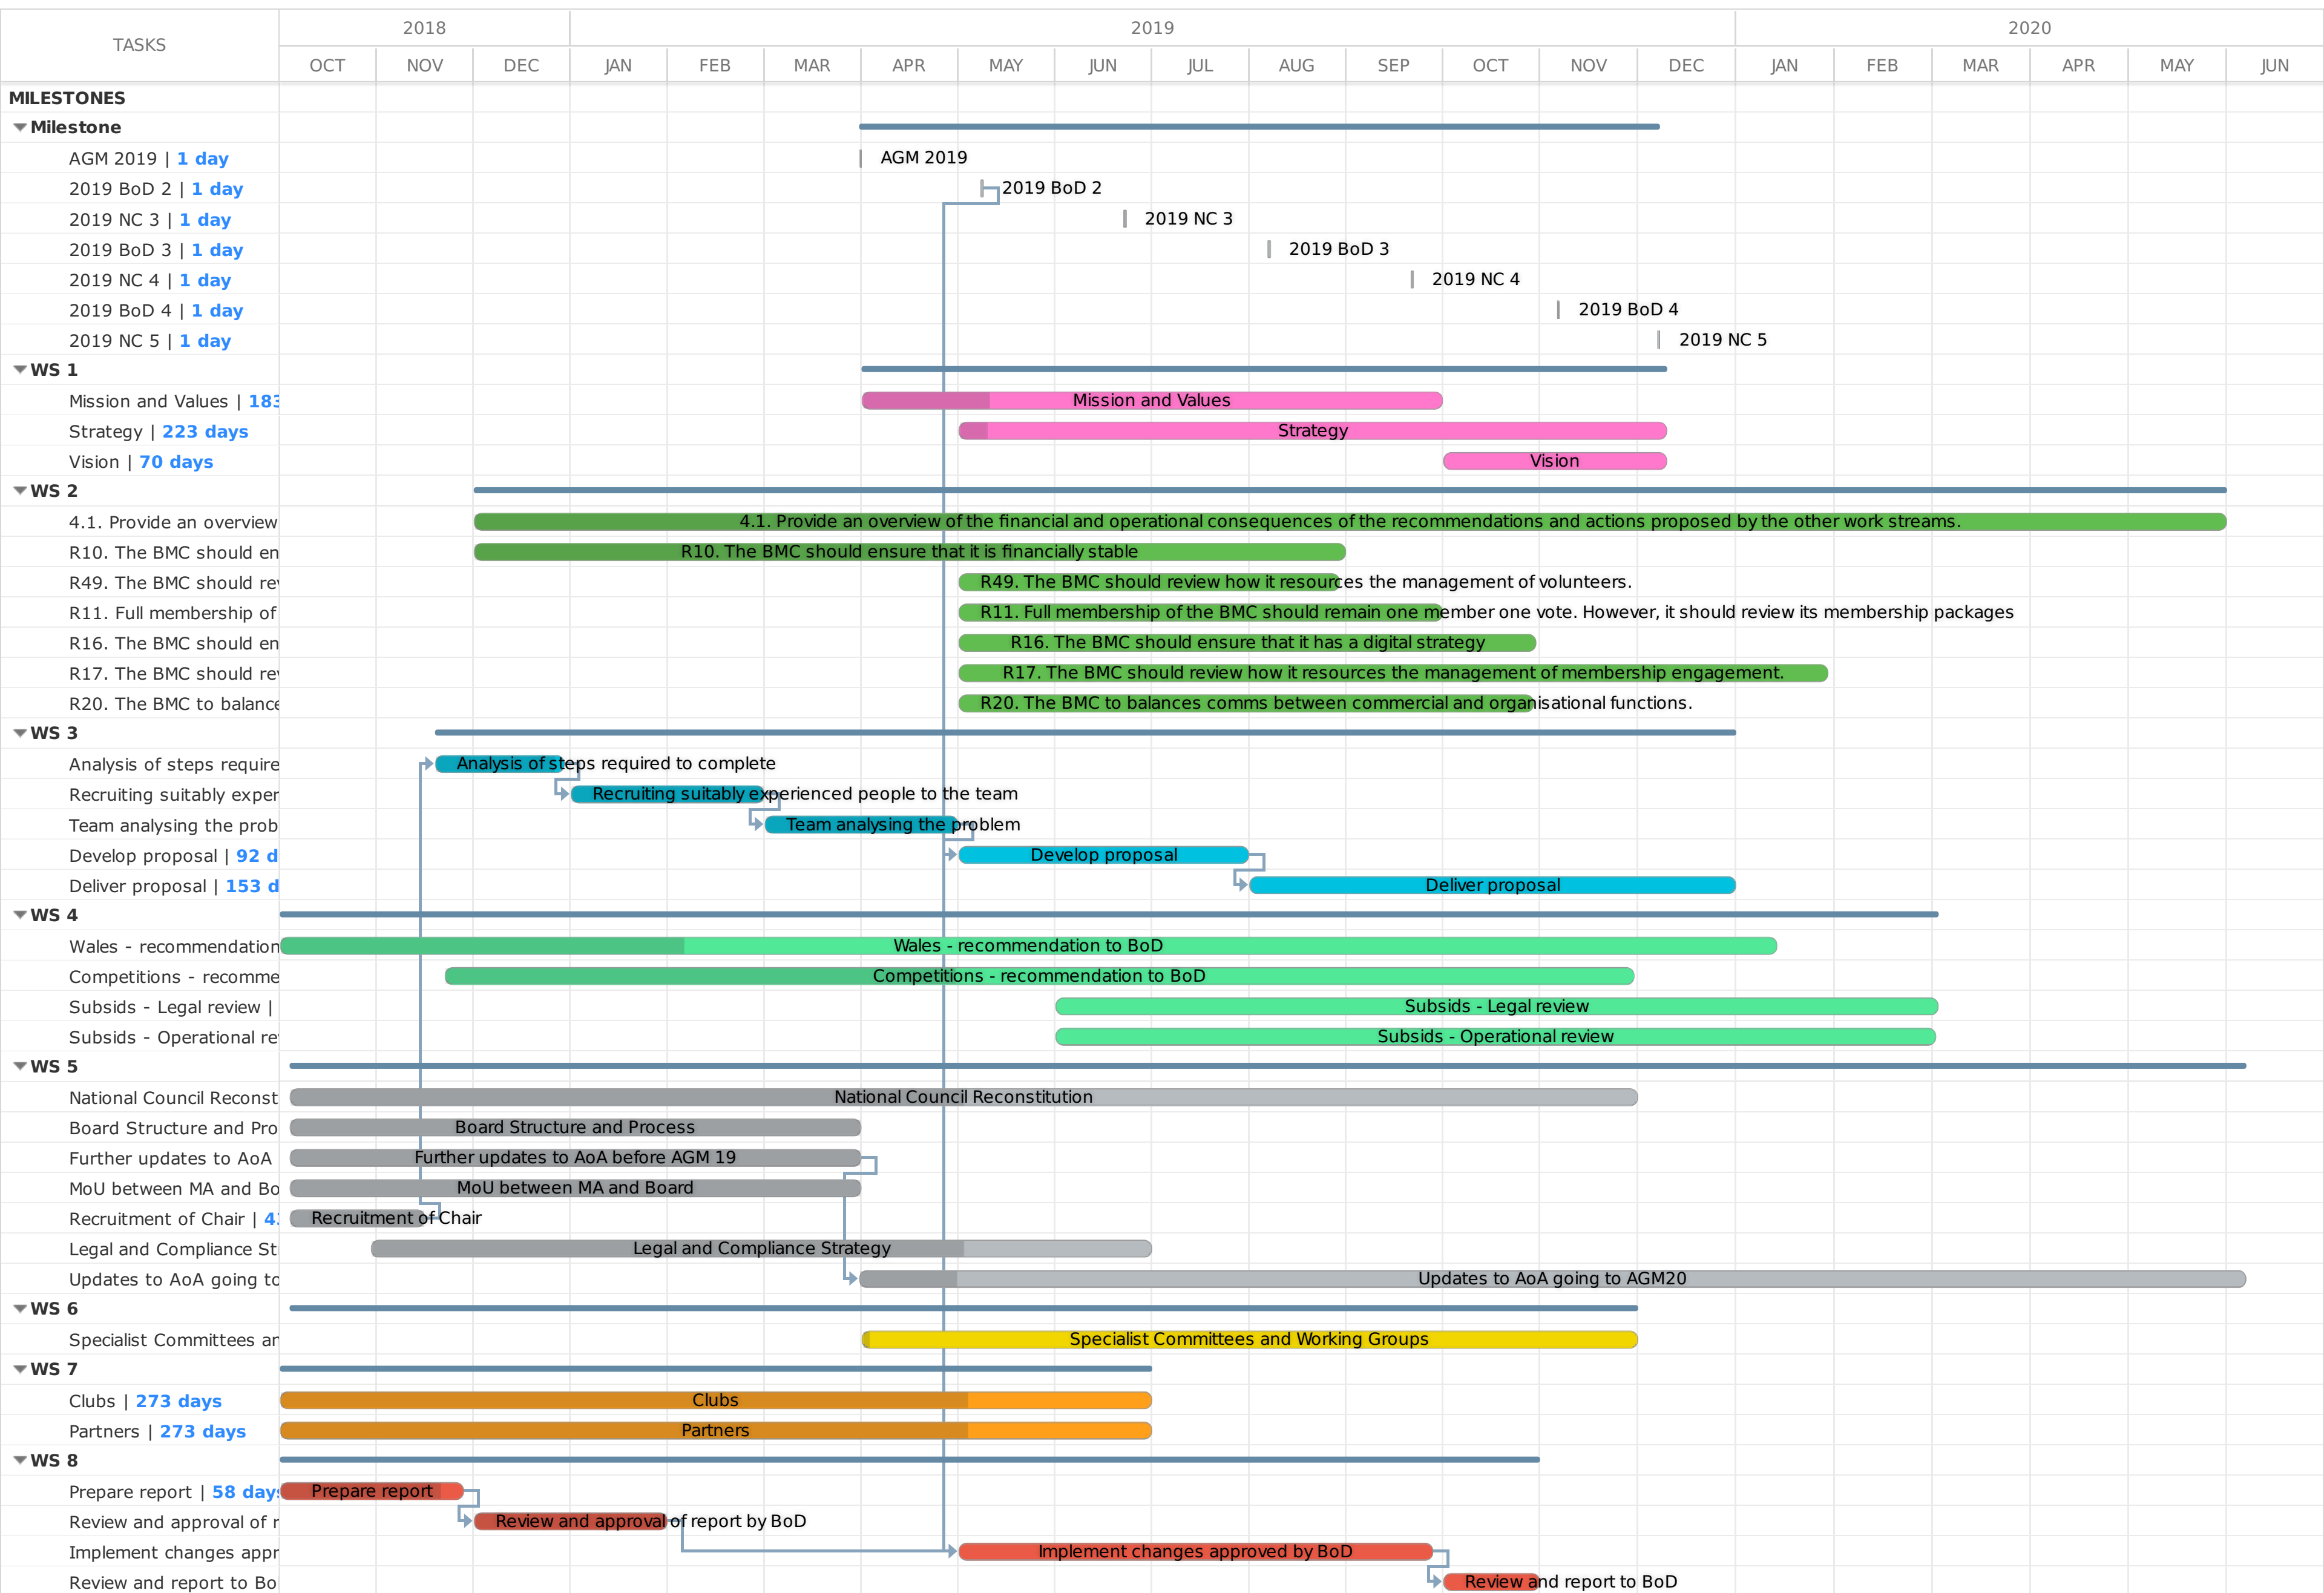 TASKS
2018 2019 2020
OCT NOV DEC JAN FEB MAR APR MAY JUN JUL AUG SEP OCT NOV DEC JAN FEB MAR APR MAY JUN
MILESTONES
Milestone
AGM 2019 | 1 day AGM 2019
2019 BoD 2 | 1 day 2019 BoD 2
2019 NC 3 | 1 day 2019 NC 3
2019 BoD 3 | 1 day 2019 BoD 3
2019 NC 4 | 1 day 2019 NC 4
2019 BoD 4 | 1 day 2019 BoD 4
2019 NC 5 | 1 day 2019 NC 5
WS 1
Mission and Values | 183 Mission and Values
Strategy | 223 days Strategy
Vision | 70 days Vision
WS 2
4.1. Provide an overview 4.1. Provide an overview of the financial and operational consequences of the recommendations and actions proposed by the other work streams.
R10. The BMC should en R10. The BMC should ensure that it is financially stable
R49. The BMC should rev R49. The BMC should review how it resources the management of volunteers.
R11. Full membership of R11. Full membership of the BMC should remain one member one vote. However, it should review its membership packages
R16. The BMC should en R16. The BMC should ensure that it has a digital strategy
R17. The BMC should rev R17. The BMC should review how it resources the management of membership engagement.
R20. The BMC to balance R20. The BMC to balances comms between commercial and organisational functions.
WS 3
Analysis of steps require Analysis of steps required to complete
Recruiting suitably exper Recruiting suitably experienced people to the team
Team analysing the prob Team analysing the problem
Develop proposal | 92 d Develop proposal
Deliver proposal | 153 d Deliver proposal
WS 4
Wales - recommendation Wales - recommendation to BoD
Competitions - recomme Competitions - recommendation to BoD
Subsids - Legal review | Subsids - Legal review
Subsids - Operational re Subsids - Operational review
WS 5
National Council Reconst National Council Reconstitution
Board Structure and Pro Board Structure and Process
Further updates to AoA Further updates to AoA before AGM 19
MoU between MA and Bo MoU between MA and Board
Recruitment of Chair | 4 Recruitment of Chair
Legal and Compliance St Legal and Compliance Strategy
Updates to AoA going to Updates to AoA going to AGM20
WS 6
Specialist Committees an Specialist Committees and Working Groups
WS 7
Clubs | 273 days Clubs
Partners | 273 days Partners
WS 8
Prepare report | 58 days Prepare report
Review and approval of r Review and approval of report by BoD
Implement changes appr Implement changes approved by BoD
Review and report to Bo Review and report to BoD